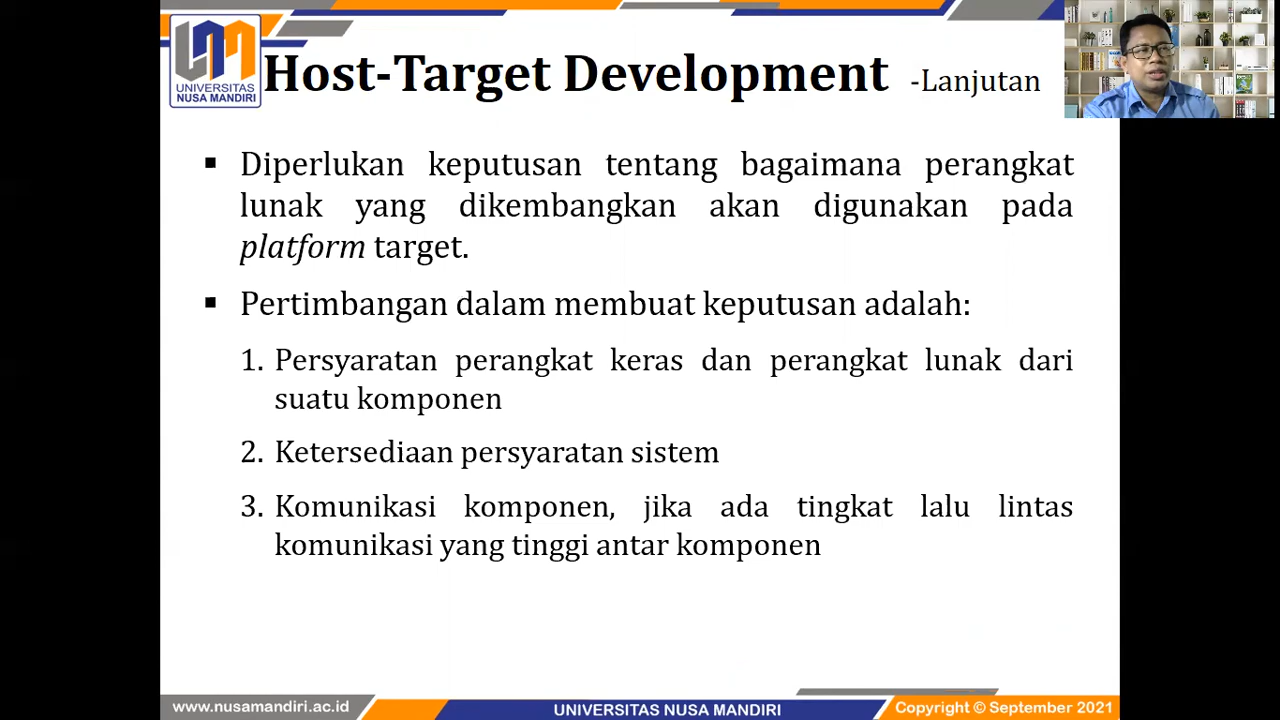 UNIVERSITAS
NUSA MANDIRI
Host-Target Development -Lanjutan
▪ Diperlukan keputusan tentang bagaimana perangkat
lunak yang dikembangkan akan digunakan pada
platform target.
▪ Pertimbangan dalam membuat keputusan adalah:
1. Persyaratan perangkat keras dan perangkat lunak dari
suatu komponen
2. Ketersediaan persyaratan sistem
3. Komunikasi komponen, jika ada tingkat lalu lintas
komunikasi yang tinggi antar komponen
www.nusamandiri.ac.id
UNIVERSITAS NUSA MANDIRI
Copyright © September 2021